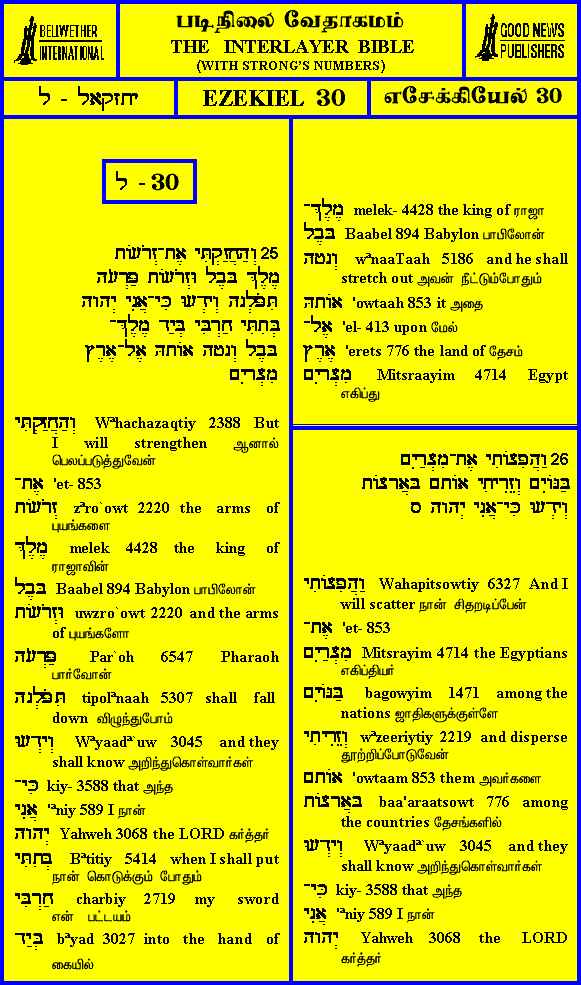 BELLWETHER
INTERNATIONAL
படிநிலை வேதாகமம்
THE INTERLAYER BIBLE
(WITH STRONG'S NUMBERS)
GOOD NEWS
PUBLISHERS
יחזקאל - ל
EZEKIEL 30
எசேக்கியேல் 30
ל - 30
25 וְהַחֲזַקְתִּי אֶת־זְרֹעוֹת
מֶלֶךְ בָּבֶל וּזְרֹעוֹת פַּרְעֹה
תִּפֹּלְנָה וְיָדְעוּ כִּי־אֲנִי יְהוָה
בְּתִתִּי חַרְבִּי בְּיַד מֶלֶךְ־
בָּבֶל וְנָטָה אוֹתָהּ אֶל־אֶרֶץ
מִצְרָיִם
וְהַחֲזַקְתִּי Wᵃhachazaqtiy 2388 But
I will strengthen ஆனால்
பெலப்படுத்துவேன்
אֶת־ 'et- 853
זְרֹעוֹת zᵃro`owt 2220 the arms of
புயங்களை
מֶלֶךְ melek 4428 the king of
ராஜாவின்
בָּבֶל Baabel 894 Babylon பாபிலோன்
וּזְרֹעוֹת uwzro`owt 2220 and the arms
of புயங்களோ
פַּרְעֹה Par`oh 6547 Pharaoh
பார்வோன்
תִּפֹּלְנָה tipolᵃnaah 5307 shall fall
down விழுந்துபோம்
וְיָדְעוּ Wᵃyaadᵃ`uw 3045 and they
shall know அறிந்துகொள்வார்கள்
כִּי־ kiy- 3588 that அந்த
אֲנִי 'ᵃniy 589 I நான்
יְהוָה Yahweh 3068 the LORD கர்த்தர்
בְּתִתִּי Bᵃtitiy 5414 when I shall put
நான் கொடுக்கும் போதும்
חַרְבִּי charbiy 2719 my sword
என் பட்டயம்
בְּיַד bᵃyad 3027 into the hand of
கையில்
מֶלֶךְ־ melek- 4428 the king of ராஜா
בָּבֶל Baabel 894 Babylon பாபிலோன்
וְנָטָה wᵃnaaTaah 5186 and he shall
stretch out அவன் நீட்டும்போதும்
אוֹתָהּ 'owtaah 853 it அதை
אֶל־ 'el- 413 upon மேல்
אֶרֶץ 'erets 776 the land of தேசம்
מִצְרָיִם Mitsraayim 4714 Egypt
எகிப்து
26 וַהֲפִצוֹתִי אֶת־מִצְרַיִם
בַּגּוֹיִם וְזֵרִיתִי אוֹתָם בָּאֲרָצוֹת
וְיָדְעוּ כִּי־אֲנִי יְהוָה ס
וַהֲפִצוֹתִי Wahapitsowtiy 6327 And I
will scatter நான் சிதறடிப்பேன்
אֶת־ 'et- 853
מִצְרַיִם Mitsrayim 4714 the Egyptians
எகிப்தியர்
בַּגּוֹיִם bagowyim 1471 among the
nations ஜாதிகளுக்குள்ளே
וְזֵרִיתִי wᵃzeeriytiy 2219 and disperse
தூற்றிப்போடுவேன்
אוֹתָם 'owtaam 853 them அவர்களை
בָּאֲרָצוֹת baa'araatsowt 776 among
the countries தேசங்களில்
וְיָדְעוּ Wᵃyaadᵃ`uw 3045 and they
shall know அறிந்துகொள்வார்கள்
כִּי־ kiy- 3588 that அந்த
אֲנִי 'ᵃniy 589 I நான்
יְהוָה Yahweh 3068 the LORD
கர்த்தர்